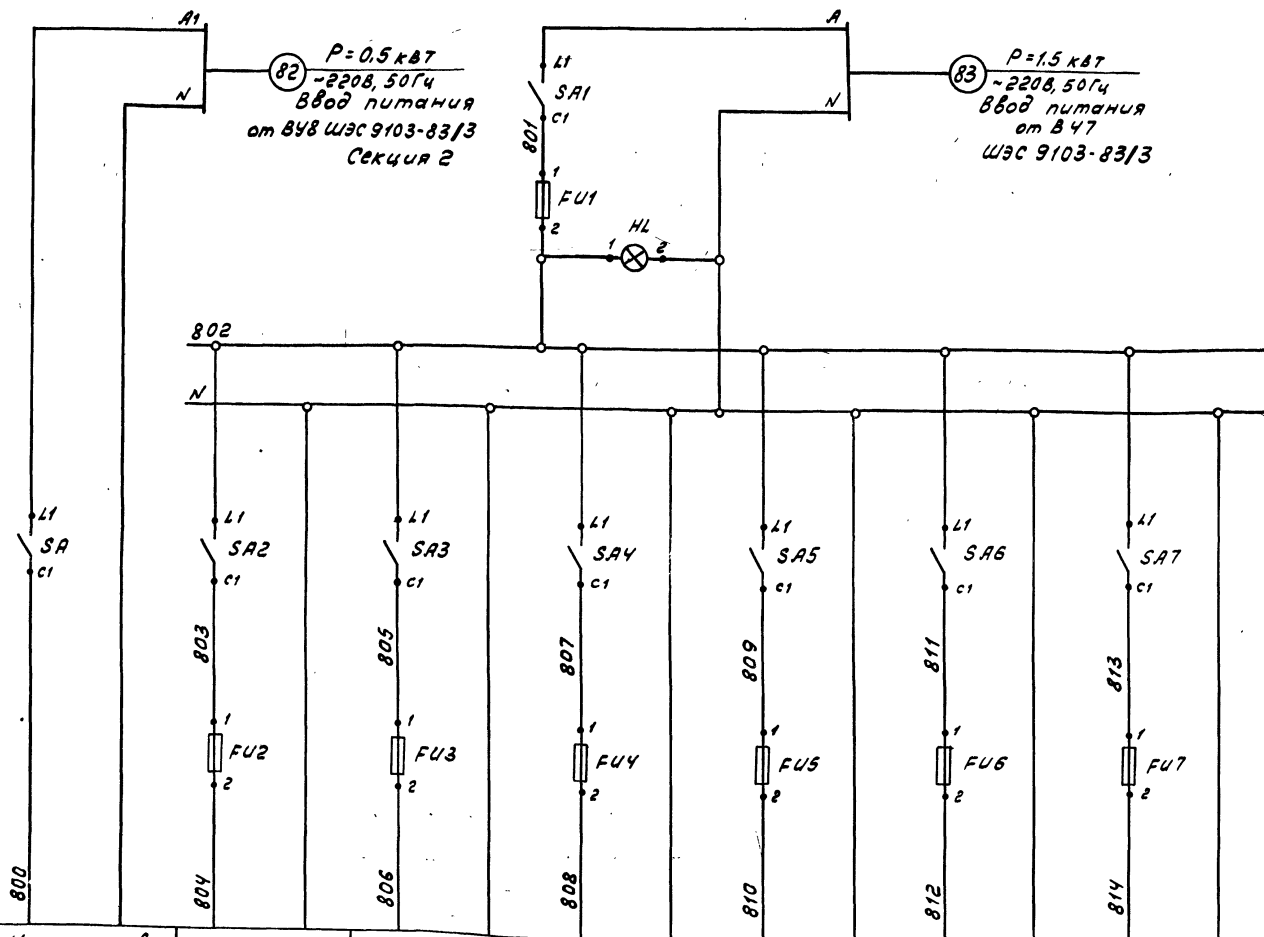 A1
N
82
P=0,5 кВт
~220В, 50Гц
Ввод питания
от ВУ8 ШЭС 9103-83/3
Секция 2
A
N
83
P=1.5 кВт
~220В, 50Гц
Ввод питания
от ВУ7
ШЭС 9103-83/3
L1
SA1
C1
801
1
FU1
2
HL
1
2
802
N
L1
SA
C1
L1
SA2
C1
L1
SA3
C1
L1
SA4
C1
L1
SA5
C1
L1
SA6
C1
L1
SA7
C1
803
805
807
809
811
813
1
FU2
2
1
FU3
2
1
FU4
2
1
FU5
2
1
FU6
2
1
FU7
2
800
804
806
808
810
812
814